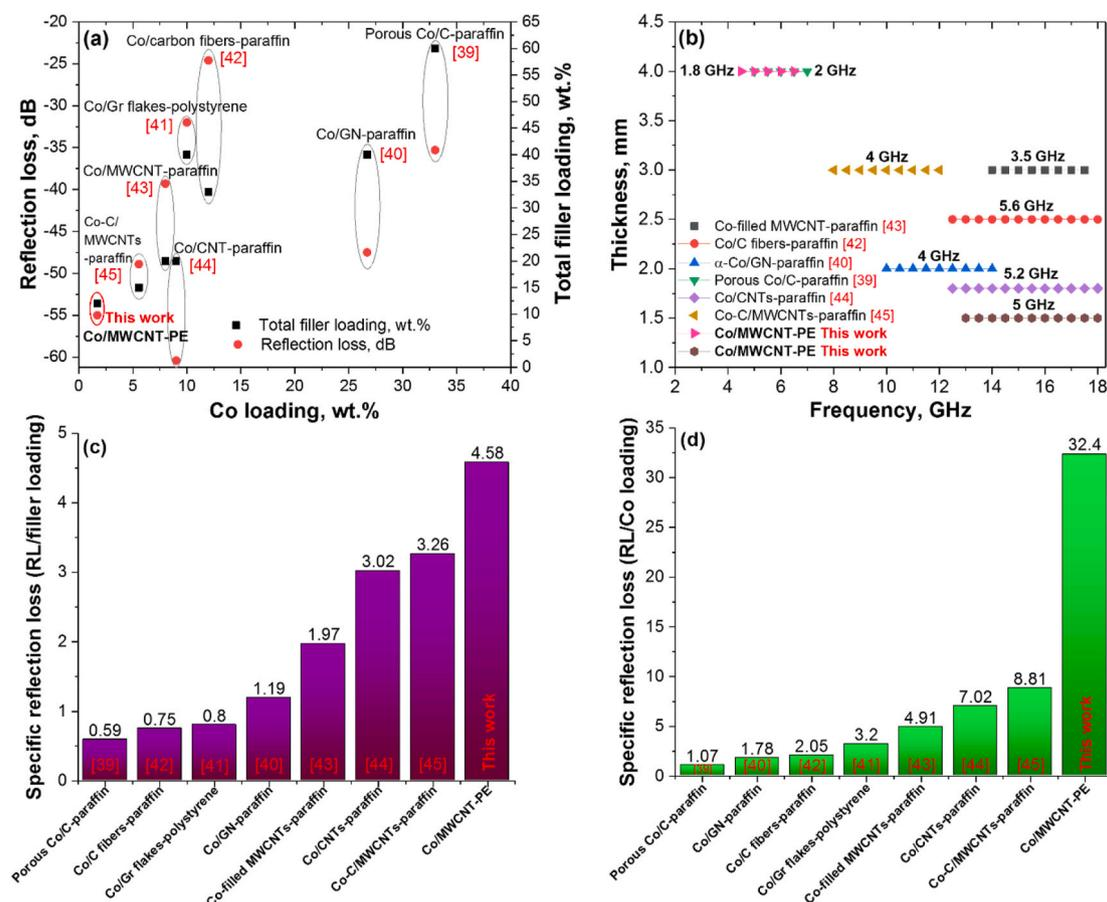 (a)
Reflection loss, dB
-20
-25
-30
-35
-40
-45
-50
-55
-60
Co/carbon fibers-paraffin
[42]
Porous Co/C-paraffin
[39]
Co/Gr flakes-polystyrene
[41]
Co/GN-paraffin
[40]
Co/MWCNT-paraffin
[43]
Co-C/
MWCNTs
-paraffin
[45]
Co/CNT-paraffin
[44]
This work
Co/MWCNT-PE
Total filler loading, wt.%
Reflection loss, dB
65
60
55
50
45
40
35
30
25
20
15
10
5
0
Total filler loading, wt.%
0 5 10 15 20 25 30 35 40
Co loading, wt.%
(b)
Thickness, mm
4.5
4.0
3.5
3.0
2.5
2.0
1.5
1.0
1.8 GHz
2 GHz
4 GHz
3.5 GHz
5.6 GHz
4 GHz
5.2 GHz
5 GHz
Co-filled MWCNT-paraffin [43]
Co/C fibers-paraffin [42]
α-Co/GN-paraffin [40]
Porous Co/C-paraffin [39]
Co/CNTs-paraffin [44]
Co-C/MWCNTs-paraffin [45]
Co/MWCNT-PE This work
Co/MWCNT-PE This work
2 4 6 8 10 12 14 16 18
Frequency, GHz
(c)
Specific reflection loss (RL/filler loading)
5
4
3
2
1
0
0.59
0.75
0.8
1.19
1.97
3.02
3.26
4.58
[39]
[42]
[41]
[40]
[43]
[44]
[45]
This work
Porous Co/C-paraffin
Co/C fibers-paraffin
Co/Gr flakes-polystyrene
Co/GN-paraffin
Co-filled MWCNTs-paraffin
Co/CNTs-paraffin
Co-C/MWCNTs-paraffin
Co/MWCNT-PE
(d)
Specific reflection loss (RL/Co loading)
35
30
25
20
15
10
5
0
1.07
1.78
2.05
3.2
4.91
7.02
8.81
32.4
[39]
[40]
[42]
[41]
[43]
[44]
[45]
This work
Porous Co/C-paraffin
Co/GN-paraffin
Co/C fibers-paraffin
Co/Gr flakes-polystyrene
Co-filled MWCNTs-paraffin
Co/CNTs-paraffin
Co-C/MWCNTs-paraffin
Co/MWCNT-PE